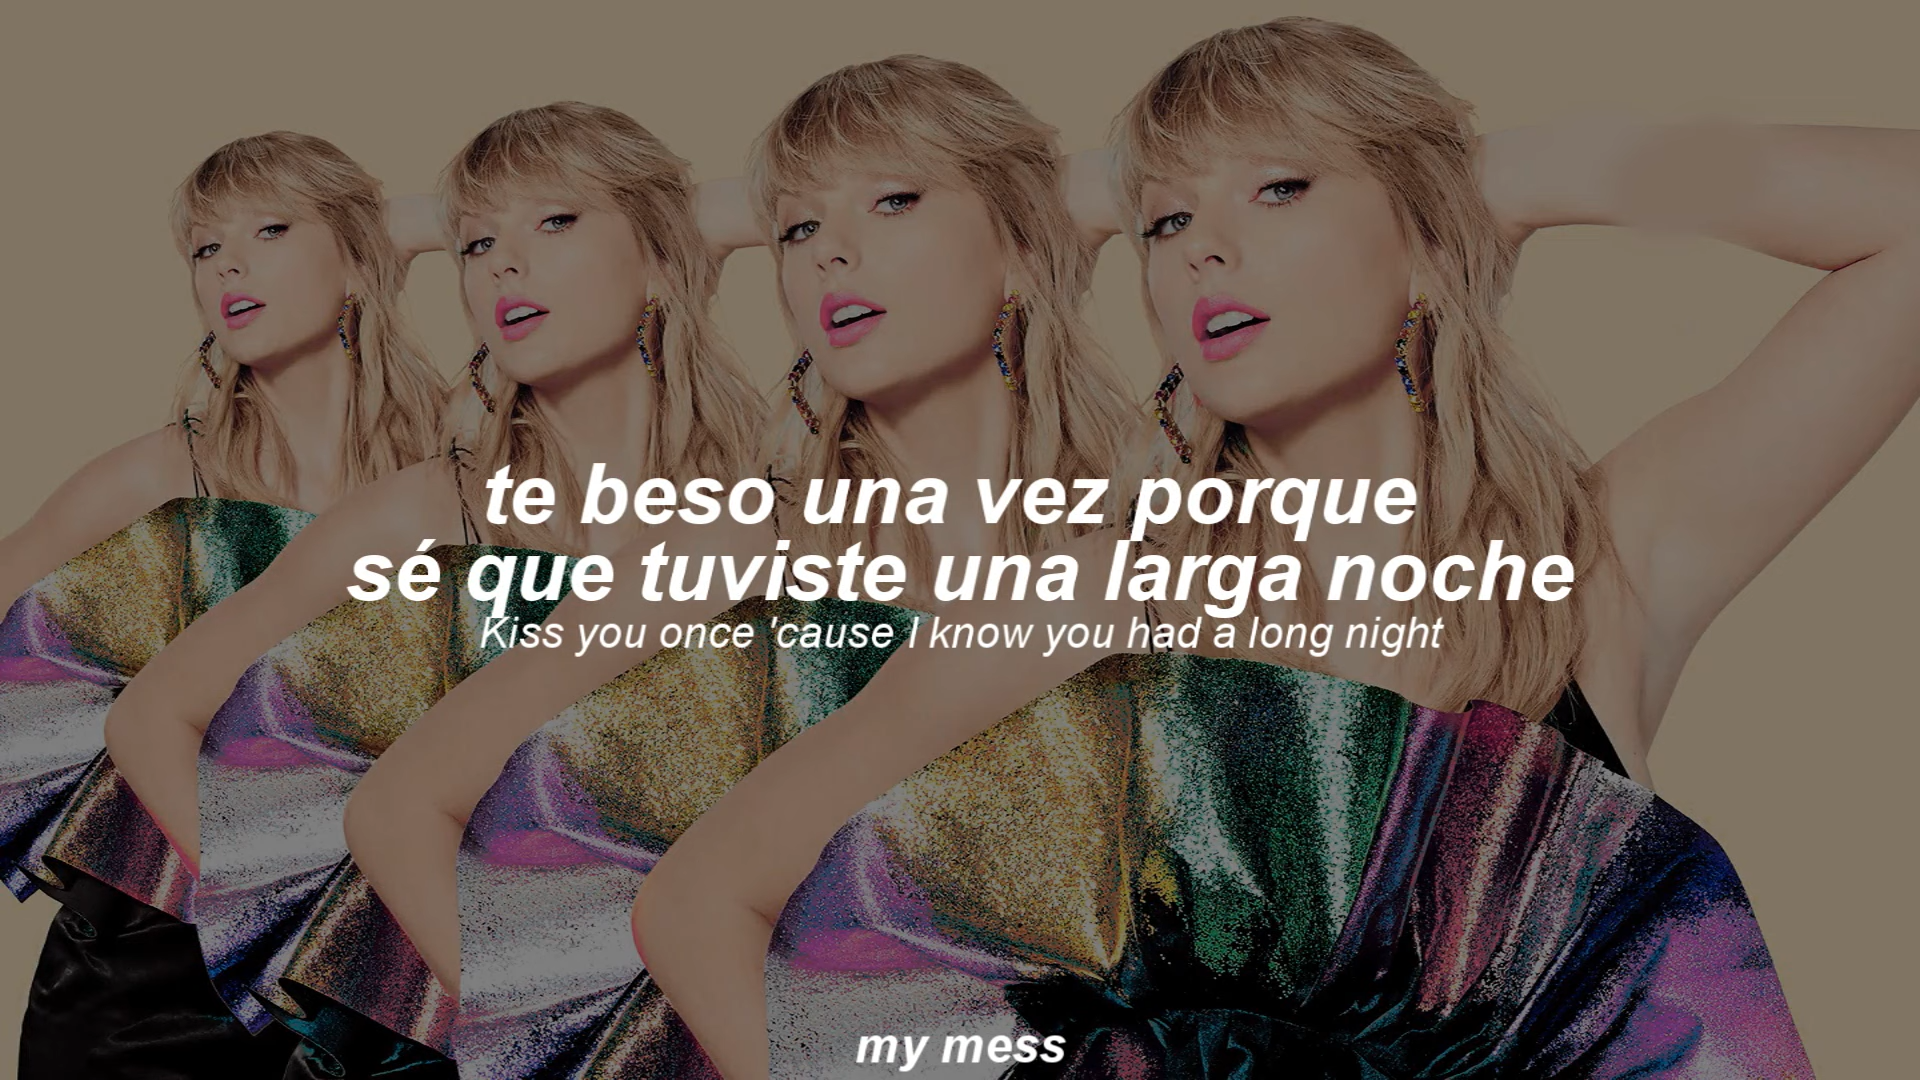 te beso una vez porque
sé que tuviste una larga noche
Kiss you once 'cause I know you had a long night
my mess